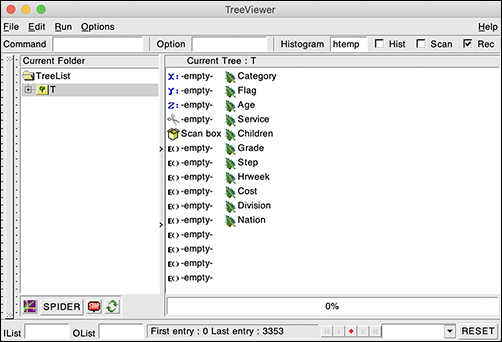 TreeViewer
File Edit Run Options Help
Command Option Histogram htemp Hist Scan Rec
Current Folder Current Tree : T
TreeList X: -empty- Category
T Y: -empty- Flag
Z: -empty- Age
-empty- Service
Scan box Children
E() -empty- Grade
E() -empty- Step
E() -empty- Hrweek
E() -empty- Cost
E() -empty- Division
E() -empty- Nation
E() -empty-
E() -empty-
E() -empty-
E() -empty-
SPIDER STOP 0%
IList OList First entry : 0 Last entry : 3353 RESET